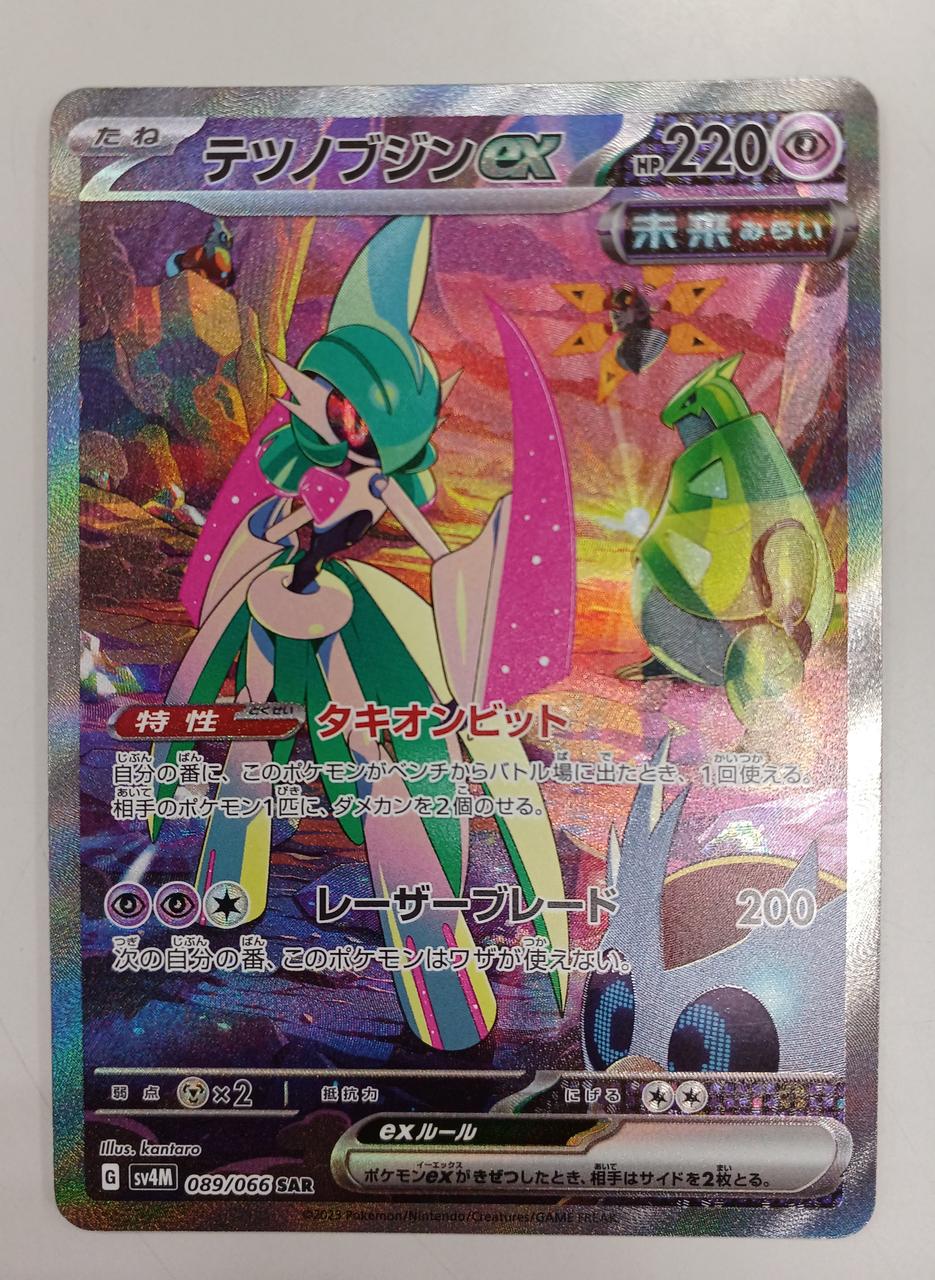 たね
テツノブジンex
HP 220
未来 みらい
特性 とくせい タキオンビット
自分の番に、このポケモンがベンチからバトル場に出たとき、1回使える。
相手のポケモン1匹に、ダメカンを2個のせる。
レーザーブレード 200
次の自分の番、このポケモンはワザが使えない。
弱点 ×2 抵抗力 にげる
exルール
ポケモンexがきぜつしたとき、相手はサイドを2枚とる。
Illus. kantaro
G sv4M 089/066 SAR
©2023 Pokémon/Nintendo/Creatures/GAME FREAK